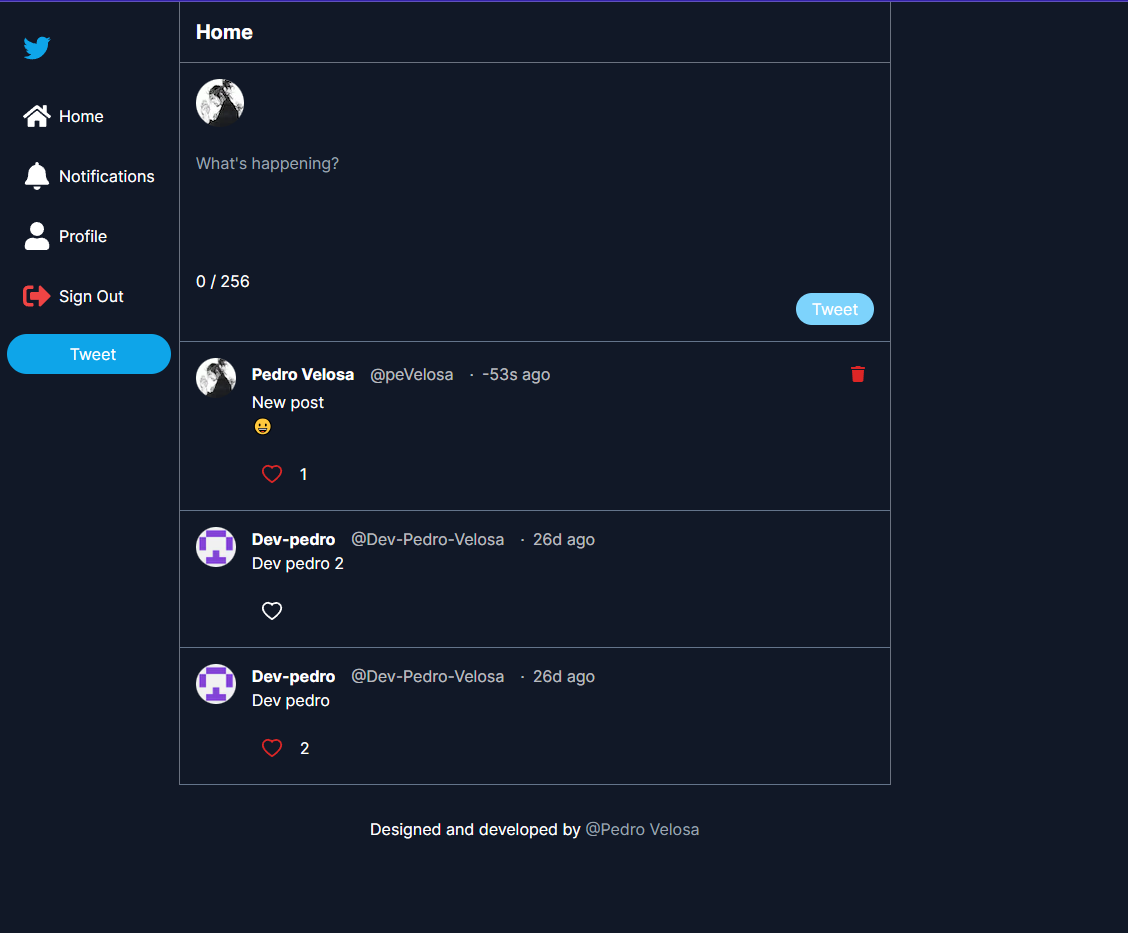 Home
Home
Notifications
Profile
Sign Out
Tweet
What's happening?
0 / 256
Tweet
Pedro Velosa @peVelosa · -53s ago
New post
😀
1
Dev-pedro @Dev-Pedro-Velosa · 26d ago
Dev pedro 2
Dev-pedro @Dev-Pedro-Velosa · 26d ago
Dev pedro
2
Designed and developed by @Pedro Velosa